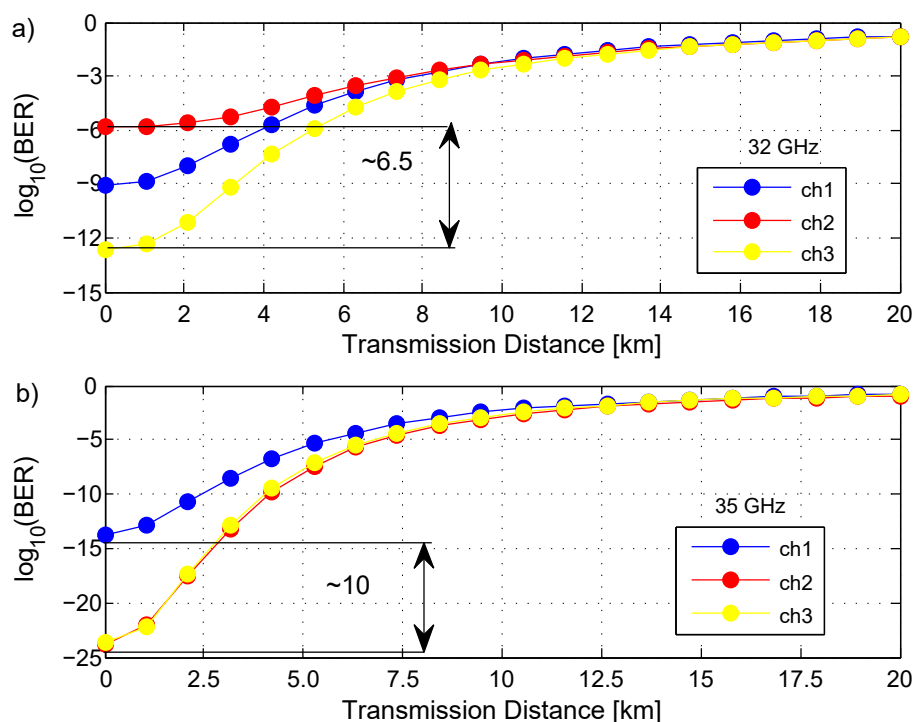 a)
0
−3
−6
−9
−12
−15
log10(BER)
~6.5
32 GHz
ch1
ch2
ch3
0 2 4 6 8 10 12 14 16 18 20
Transmission Distance [km]
b)
0
−5
−10
−15
−20
−25
log10(BER)
~10
35 GHz
ch1
ch2
ch3
0 2.5 5.0 7.5 10 12.5 15 17.5 20
Transmission Distance [km]